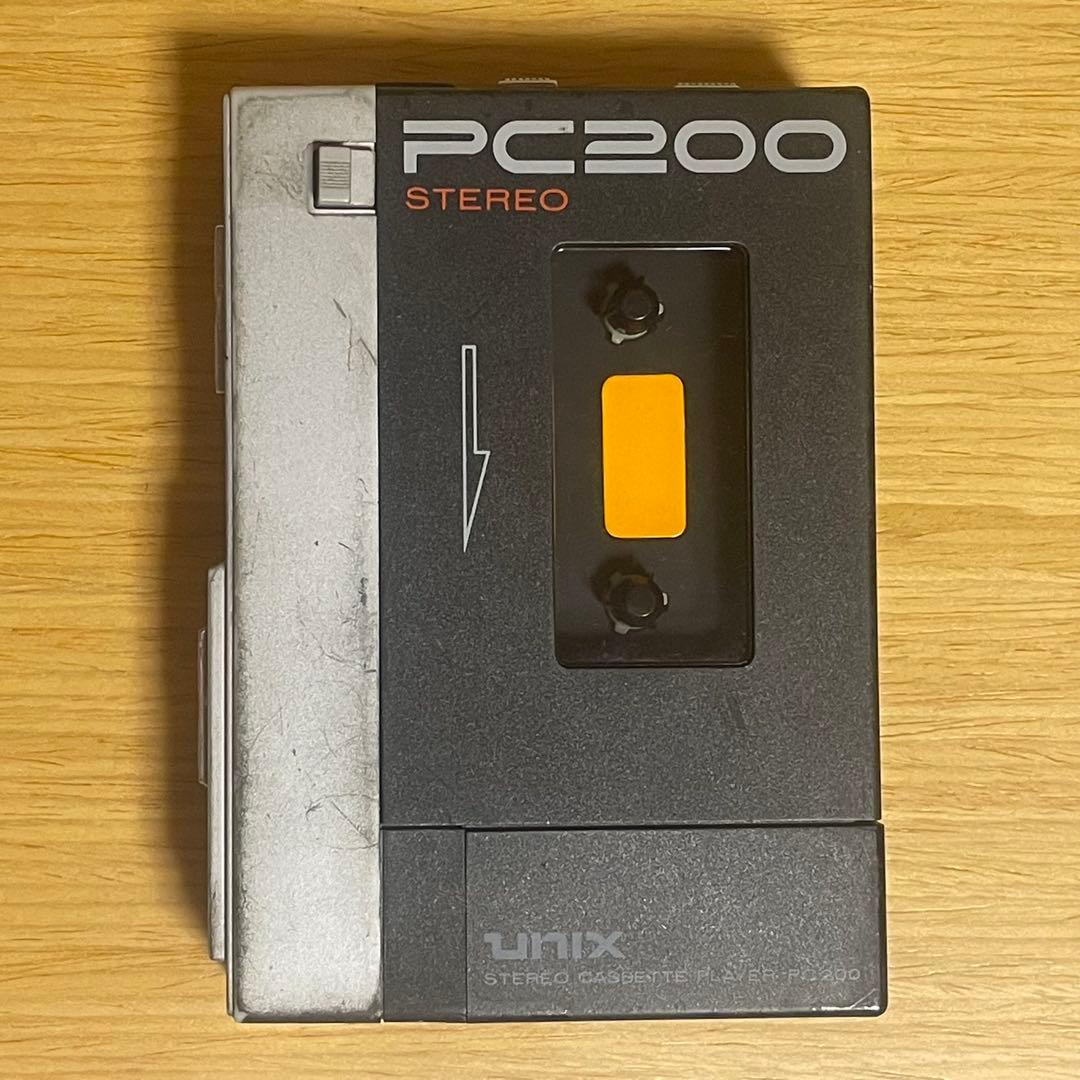 PC200
STEREO
unix
STEREO CASSETTE PLAYER PC200